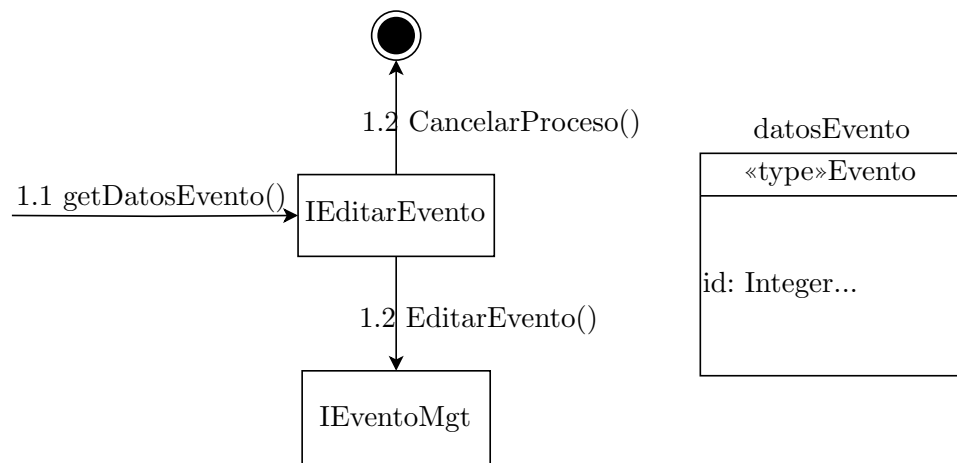 1.2 CancelarProceso()
datosEvento
«type»Evento
1.1 getDatosEvento()
IEditarEvento
id: Integer...
1.2 EditarEvento()
IEventoMgt